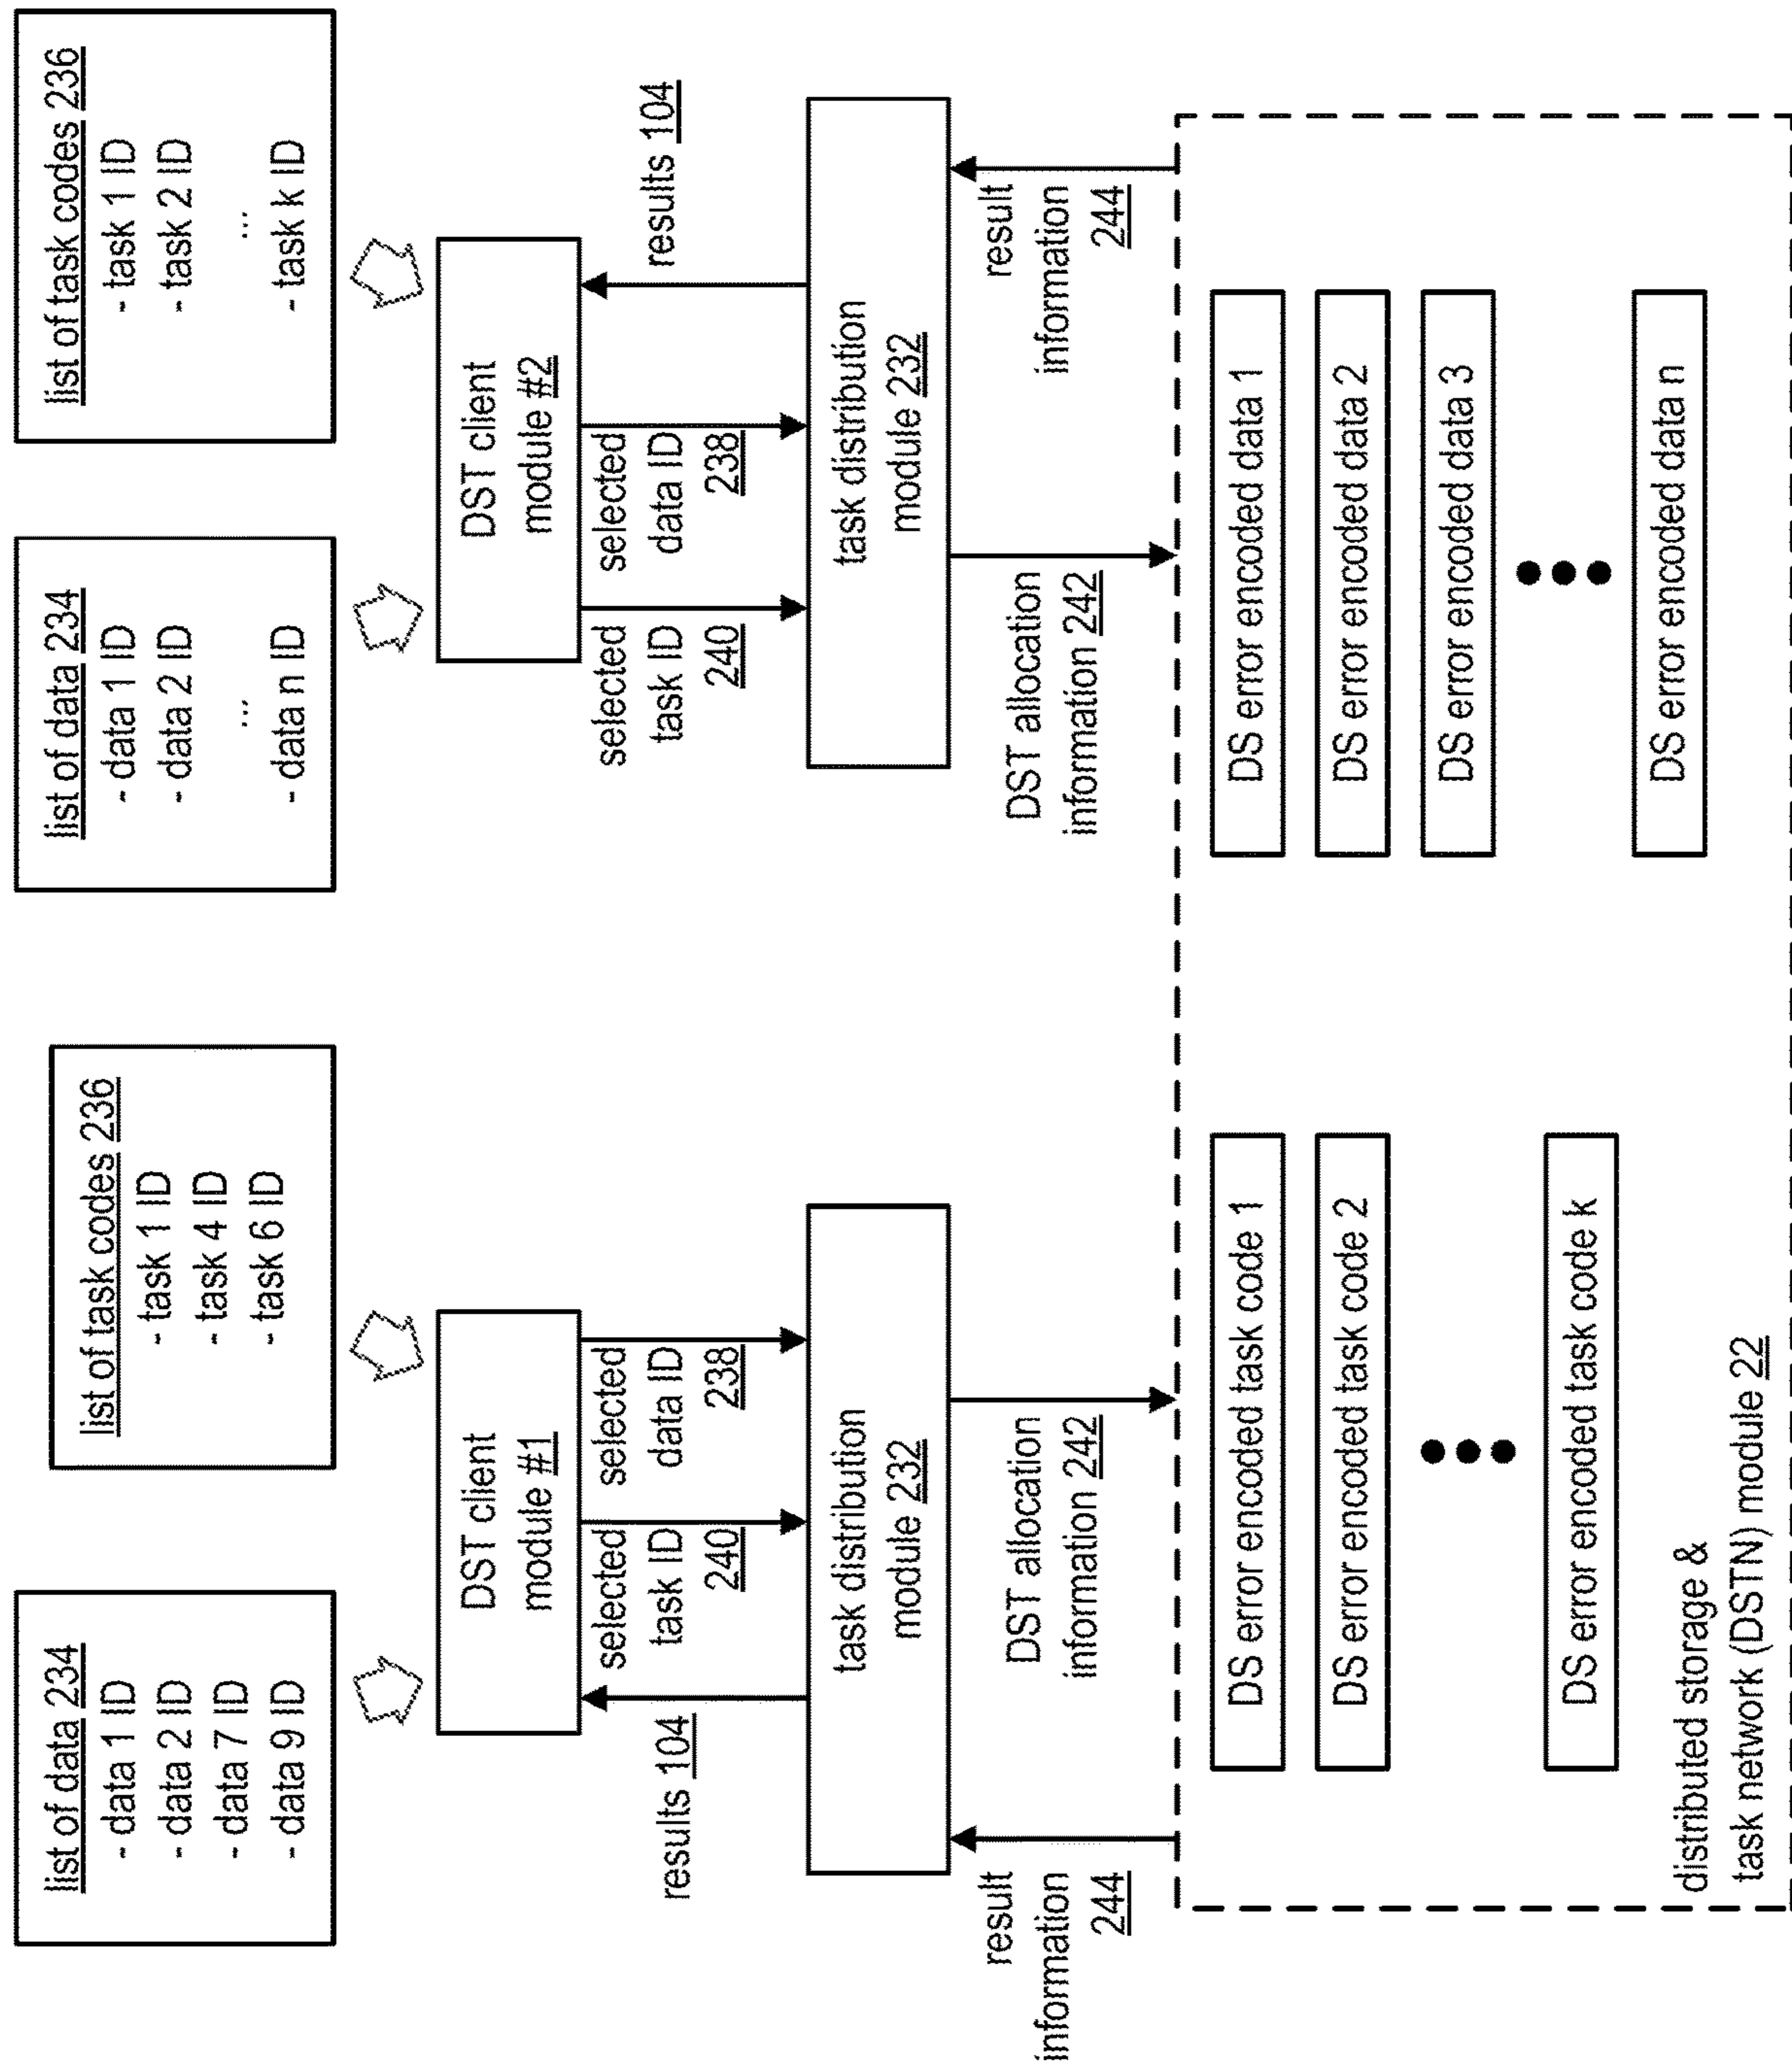 list of data 234
- data 1 ID
- data 2 ID
- data 7 ID
- data 9 ID
list of task codes 236
- task 1 ID
- task 4 ID
- task 6 ID
list of data 234
- data 1 ID
- data 2 ID
...
- data n ID
list of task codes 236
- task 1 ID
- task 2 ID
...
- task k ID
DST client
module #1
DST client
module #2
results 104
selected
task ID
240
selected
data ID
238
selected
task ID
240
selected
data ID
238
results 104
task distribution
module 232
task distribution
module 232
result
information
244
DST allocation
information 242
DST allocation
information 242
result
information
244
DS error encoded task code 1
DS error encoded task code 2
DS error encoded task code k
DS error encoded data 1
DS error encoded data 2
DS error encoded data 3
DS error encoded data n
distributed storage &
task network (DSTN) module 22